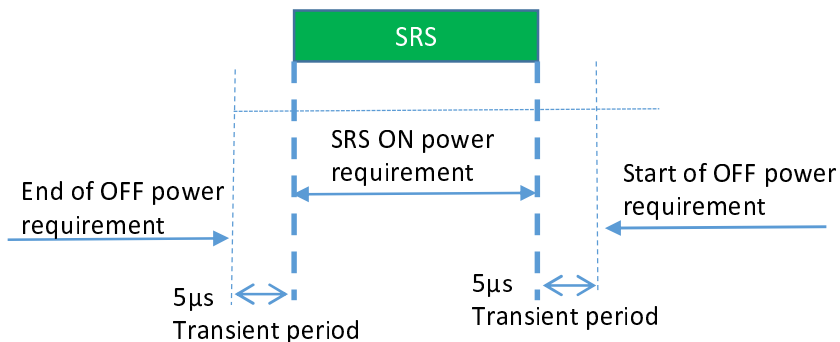 SRS
SRS ON power
requirement
End of OFF power
requirement
Start of OFF power
requirement
5μs
Transient period
5μs
Transient period